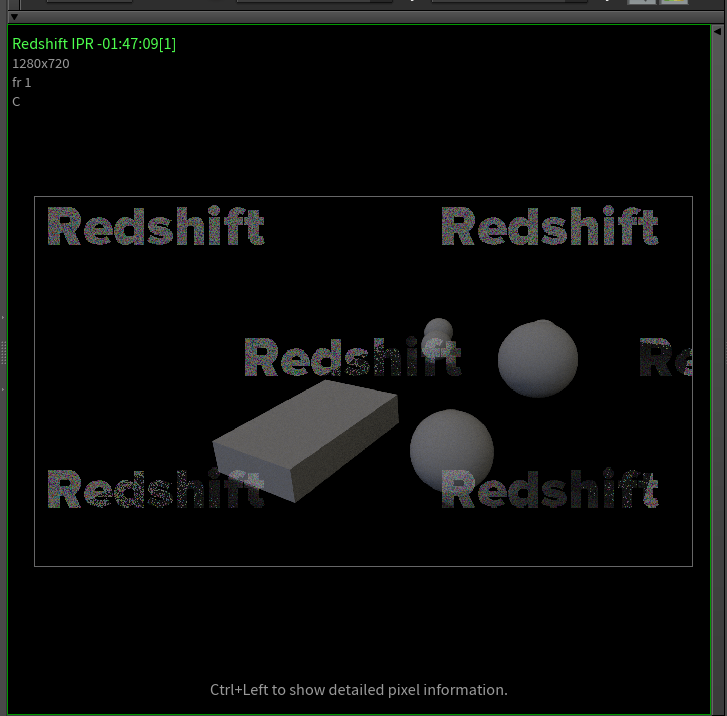 Redshift IPR -01:47:09[1]
1280x720
fr 1
C
Redshift Redshift
Redshift Re
Redshift Redshift
Ctrl+Left to show detailed pixel information.